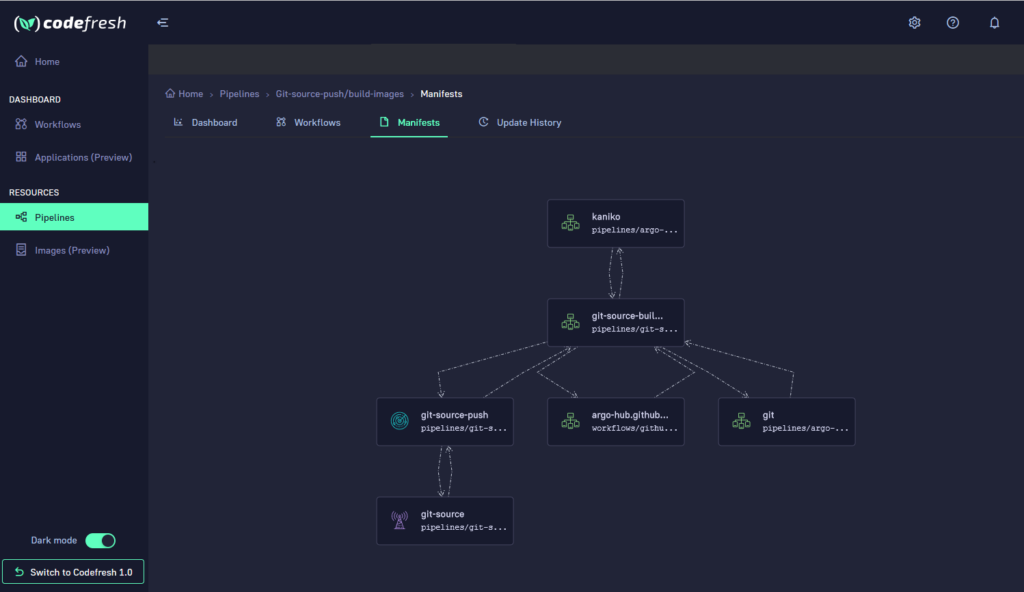 codefresh
Home
DASHBOARD
Workflows
Applications (Preview)
RESOURCES
Pipelines
Images (Preview)
Dark mode
Switch to Codefresh 1.0
Home › Pipelines › Git-source-push/build-images › Manifests
Dashboard Workflows Manifests Update History
kaniko
pipelines/argo-...
git-source-buil...
pipelines/git-s...
git-source-push
pipelines/git-s...
argo-hub.github...
workflows/githu...
git
pipelines/argo-...
git-source
pipelines/git-s...